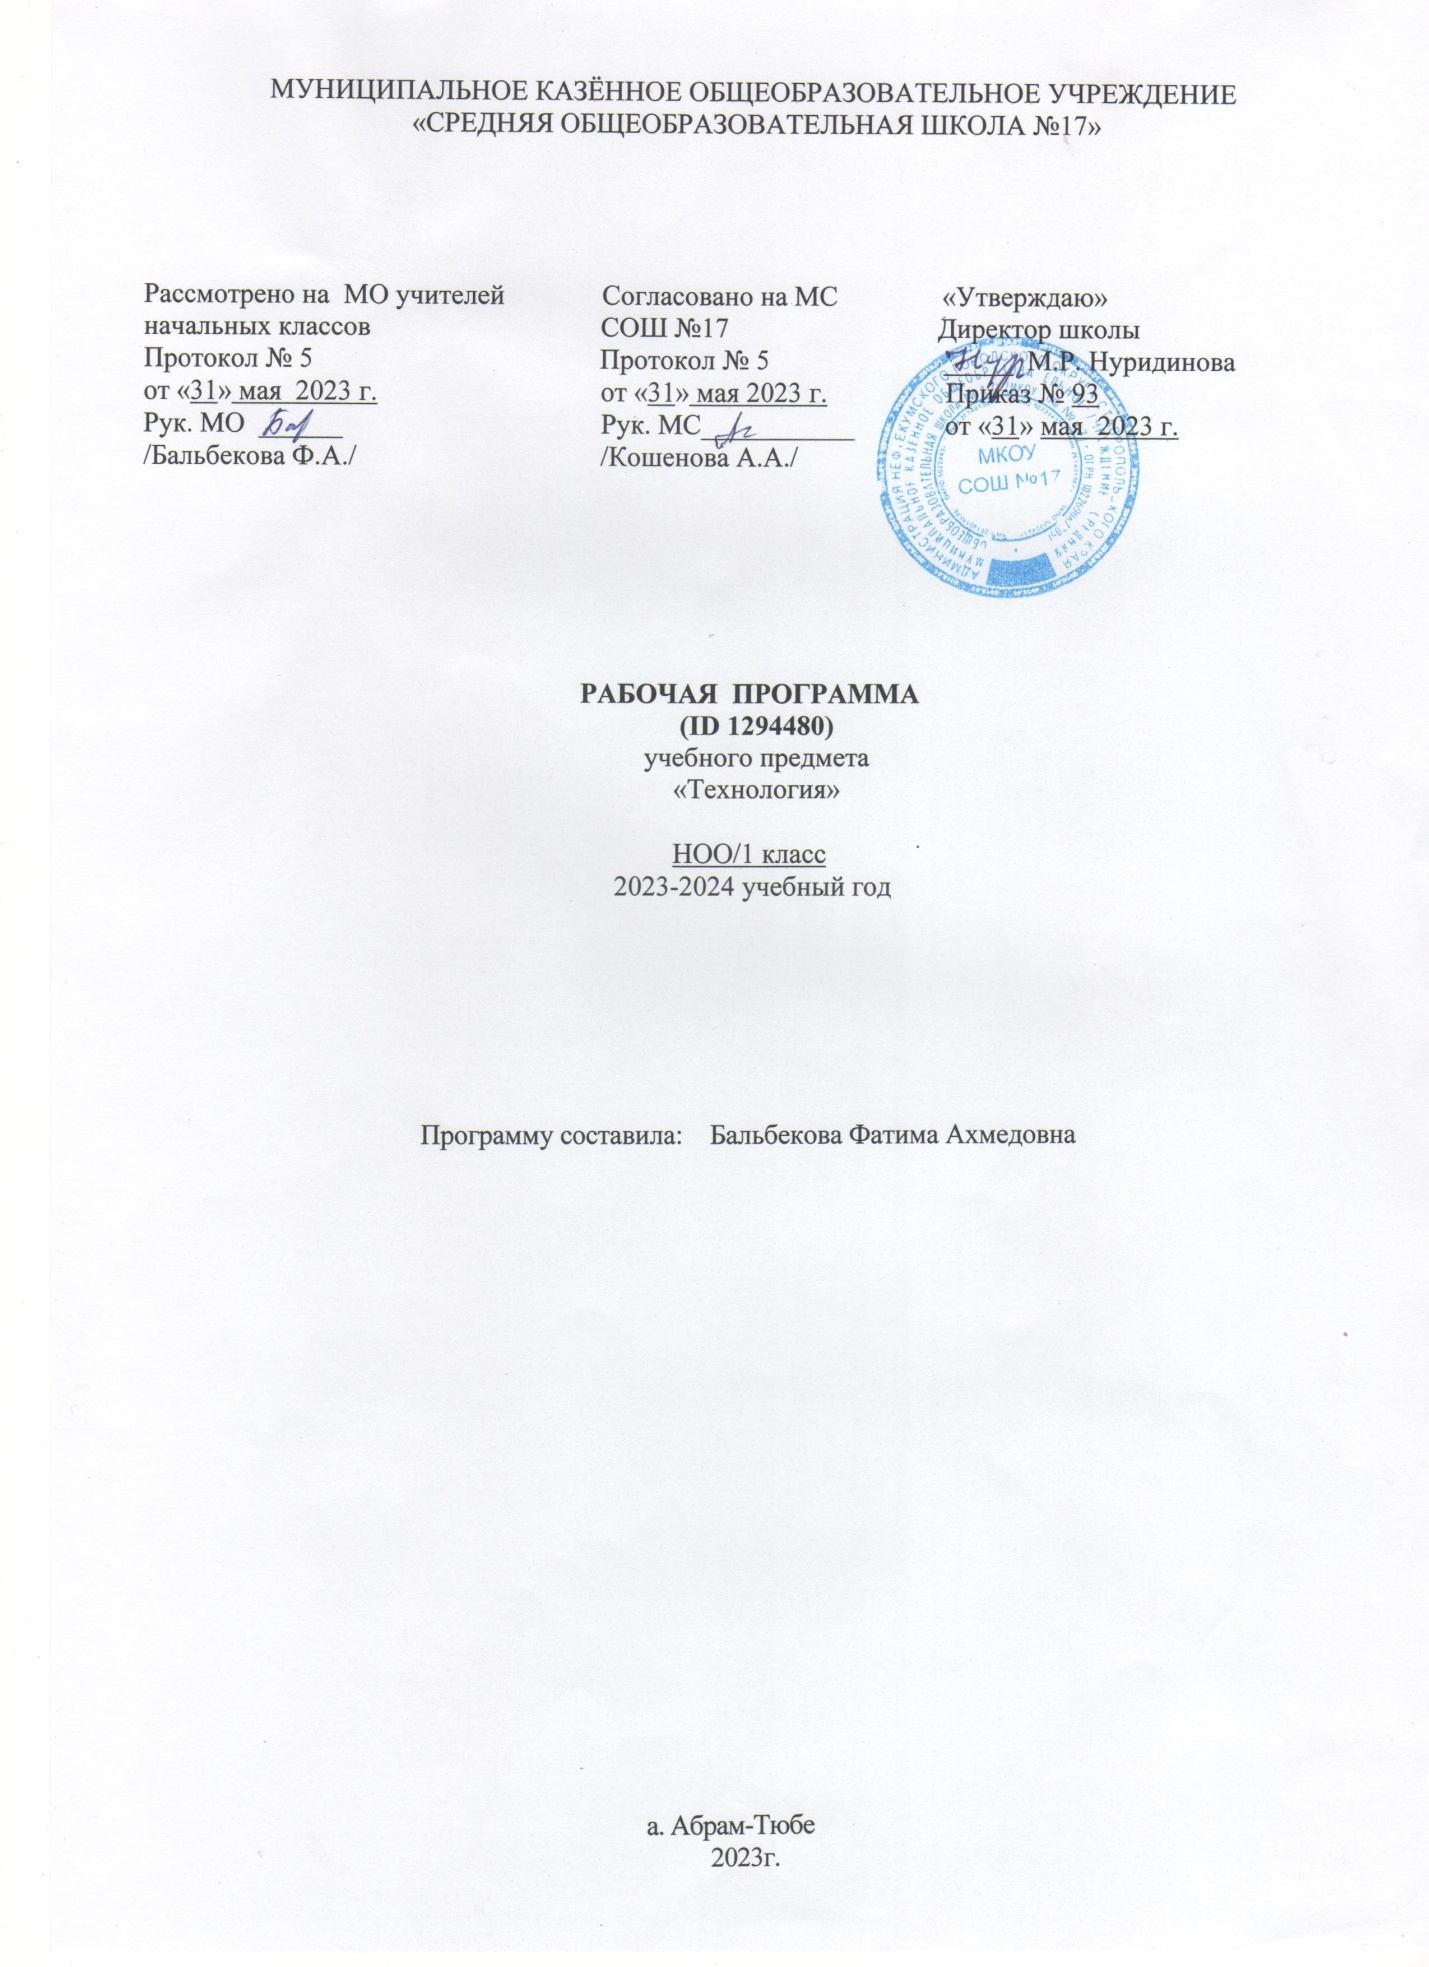 МУНИЦИПАЛЬНОЕ КАЗЁННОЕ ОБЩЕОБРАЗОВАТЕЛЬНОЕ УЧРЕЖДЕНИЕ
«СРЕДНЯЯ ОБЩЕОБРАЗОВАТЕЛЬНАЯ ШКОЛА №17»
Рассмотрено на МО учителей
начальных классов
Протокол № 5
от «31» мая 2023 г.
Рук. МО
/Бальбекова Ф.А./
Согласовано на МС
СОШ №17
Протокол № 5
от «31» мая 2023 г.
Рук. МС
/Кошенова А.А./
«Утверждаю»
Директор школы
М.Р. Нуридинова
Приказ № 93
от «31» мая 2023 г.
МКОУ
СОШ №17
РАБОЧАЯ ПРОГРАММА
(ID 1294480)
учебного предмета
«Технология»
НОО/1 класс
2023-2024 учебный год
Программу составила: Бальбекова Фатима Ахмедовна
а. Абрам-Тюбе
2023г.